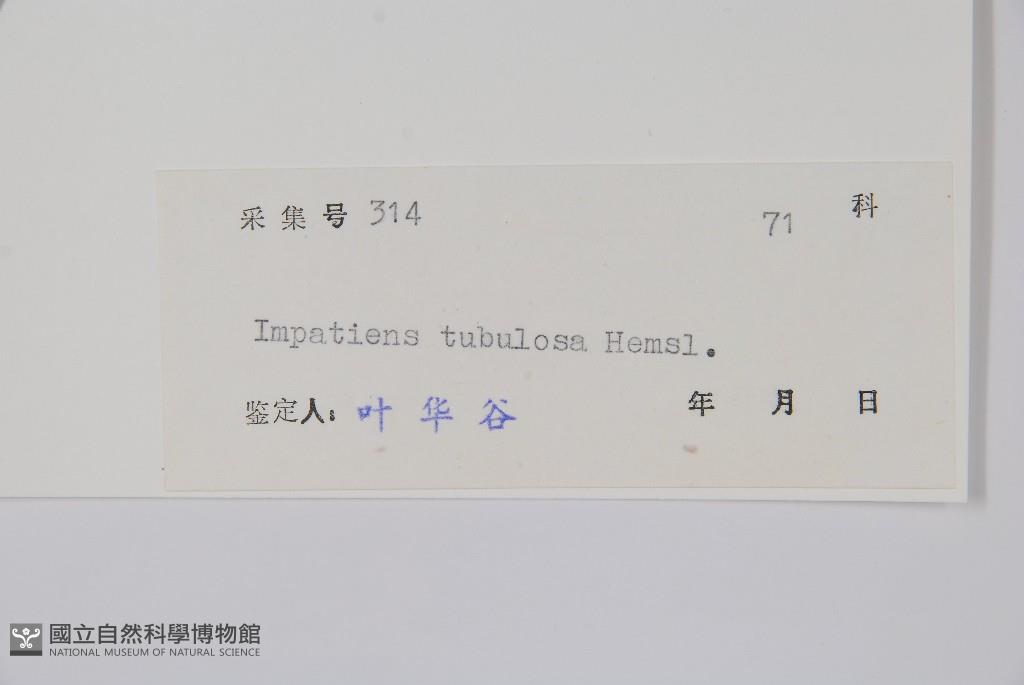 采集号 314 71 科
Impatiens tubulosa Hemsl.
鉴定人: 叶华谷 年 月 日
國立自然科學博物館
NATIONAL MUSEUM OF NATURAL SCIENCE